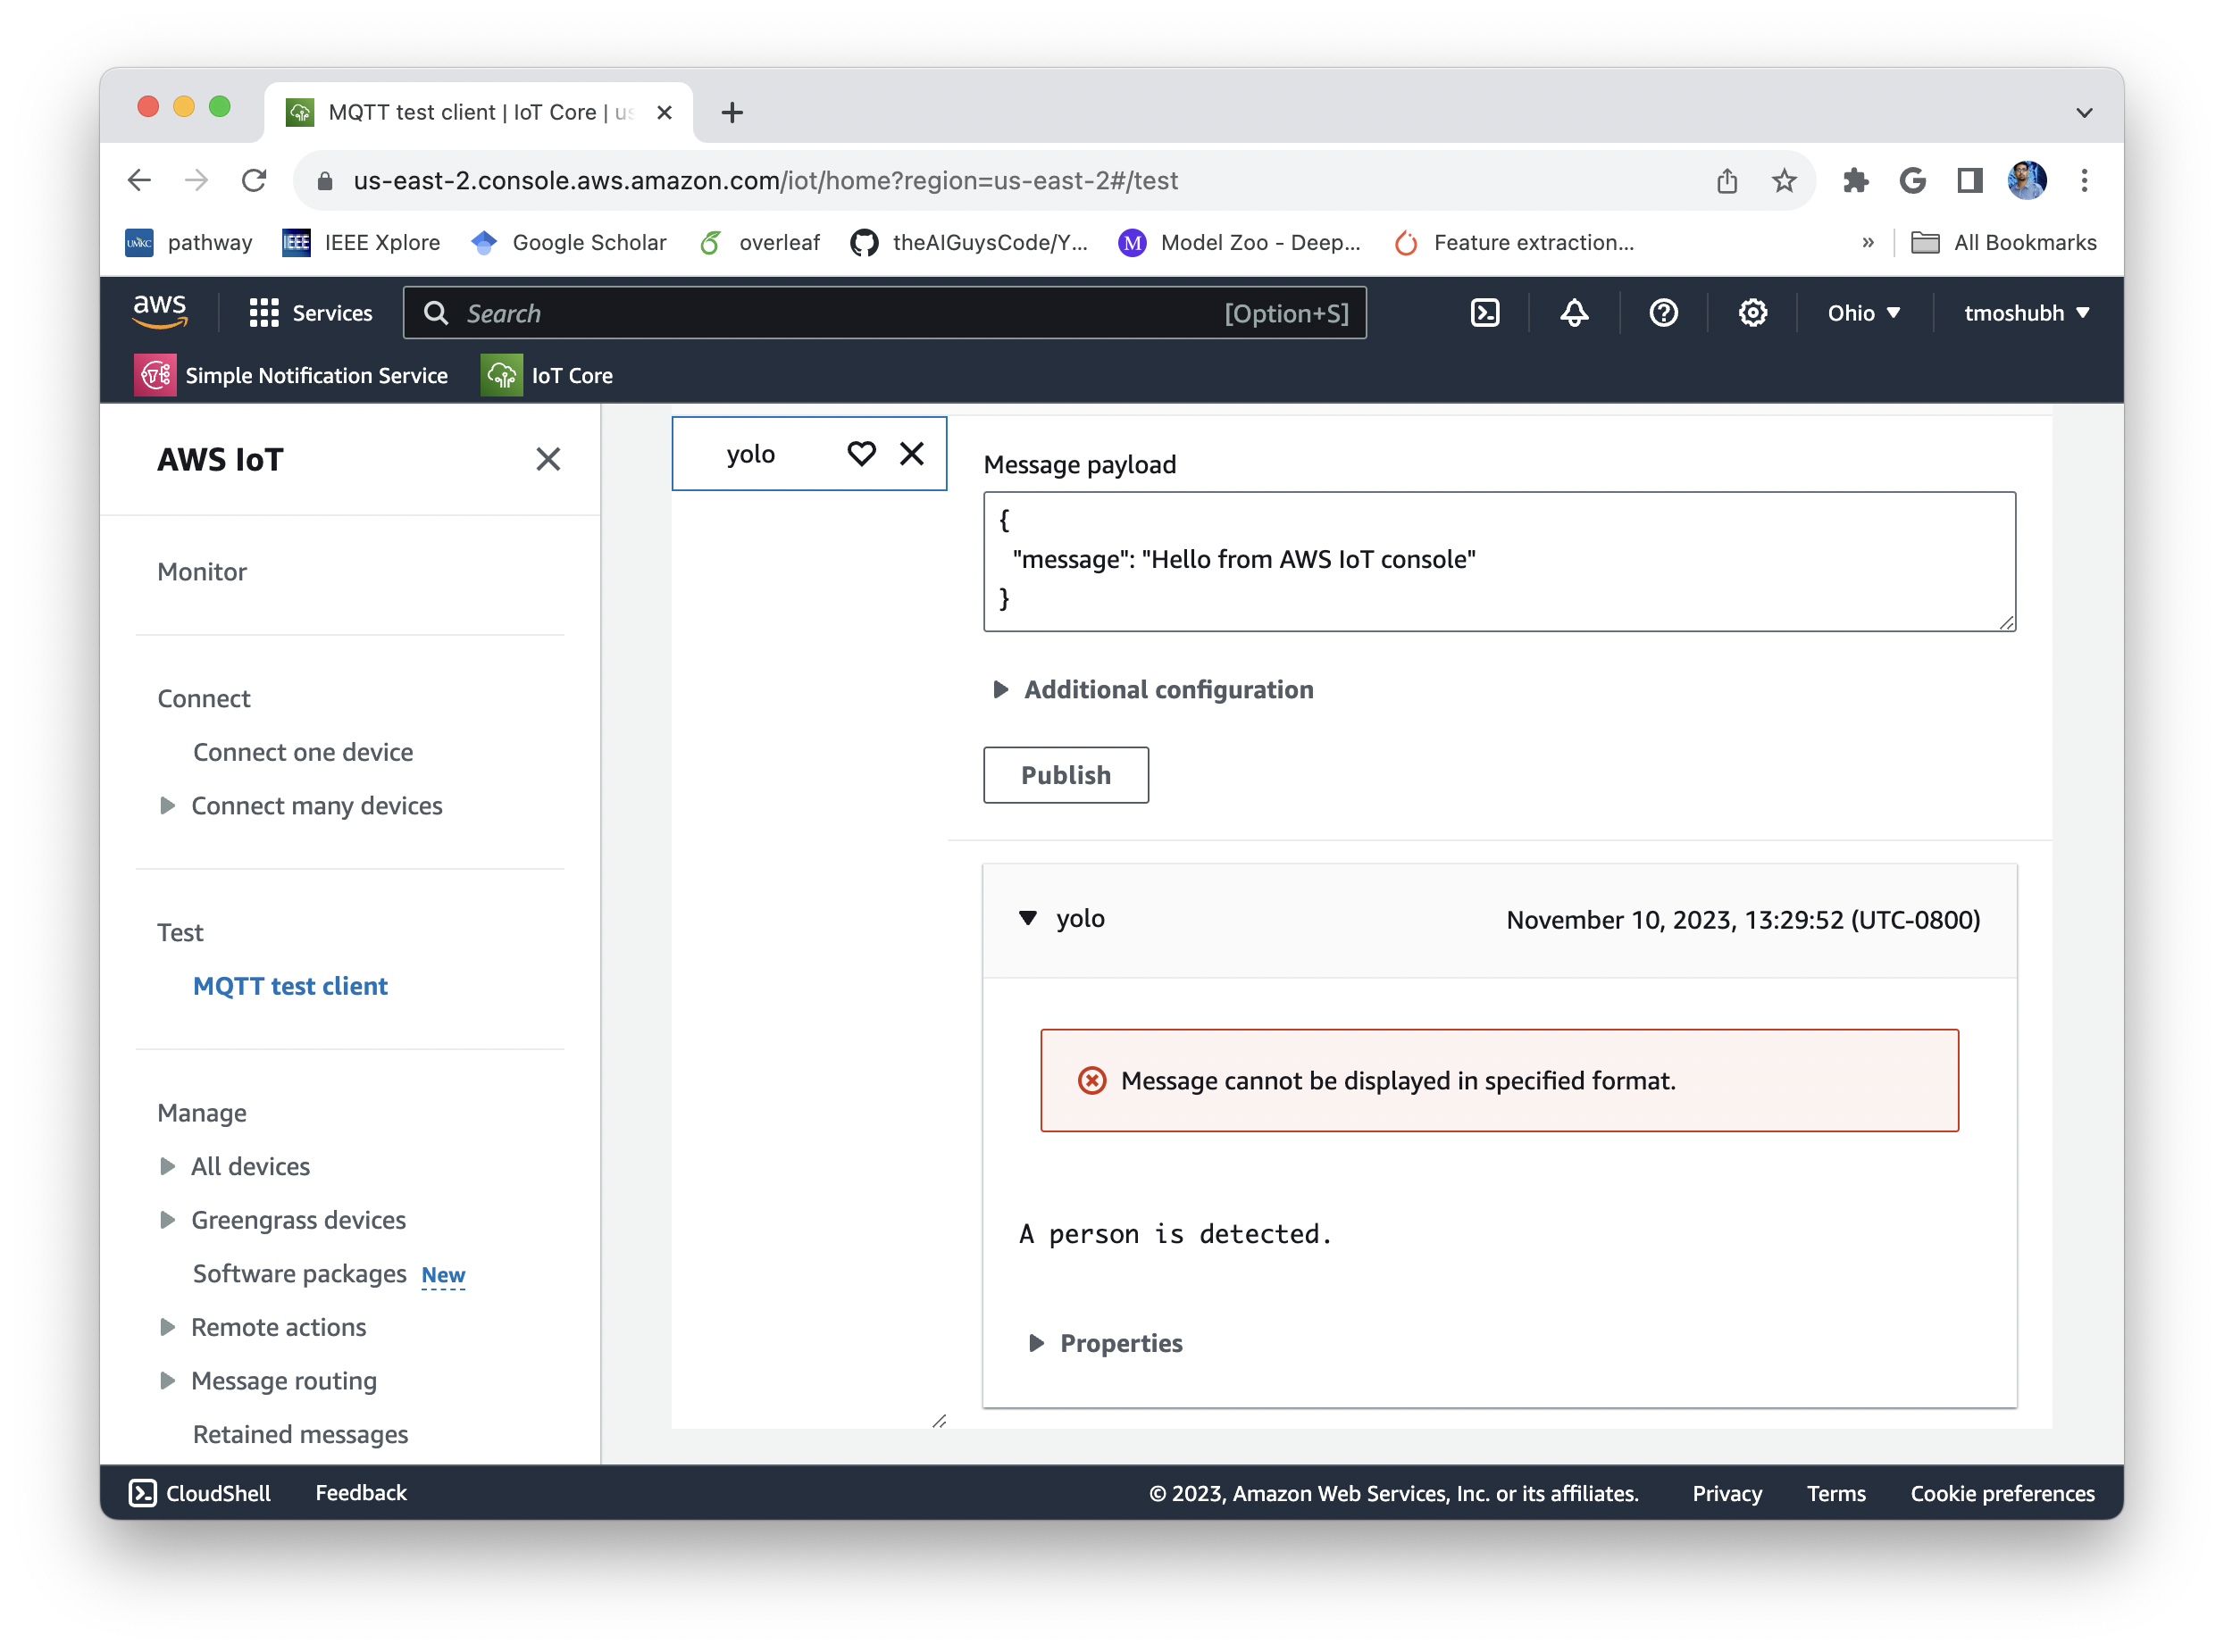 MQTT test client | IoT Core | us
us-east-2.console.aws.amazon.com/iot/home?region=us-east-2#/test
UMKC pathway IEEE IEEE Xplore Google Scholar overleaf theAIGuysCode/Y... M Model Zoo - Deep... Feature extraction... » All Bookmarks
aws Services Search [Option+S] Ohio tmoshubh
Simple Notification Service IoT Core
AWS IoT
Monitor
Connect
Connect one device
Connect many devices
Test
MQTT test client
Manage
All devices
Greengrass devices
Software packages New
Remote actions
Message routing
Retained messages
yolo
Message payload
{
"message": "Hello from AWS IoT console"
}
Additional configuration
Publish
yolo November 10, 2023, 13:29:52 (UTC-0800)
Message cannot be displayed in specified format.
A person is detected.
Properties
CloudShell Feedback © 2023, Amazon Web Services, Inc. or its affiliates. Privacy Terms Cookie preferences